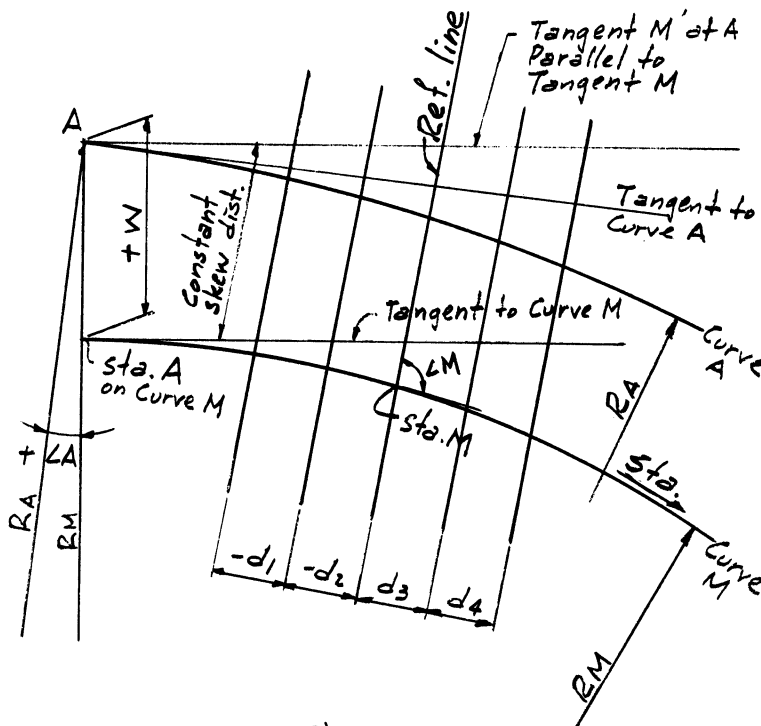 Tangent M' at A
Parallel to
Tangent M
Ref. line
A
+W
Constant
skew dist.
Tangent to
Curve A
Tangent to Curve M
Sta. A
on Curve M
∠M
Sta. M
RA
Curve
A
Sta.
+
∠A
RA
RM
-d1
-d2
d3
d4
Curve
M
RM